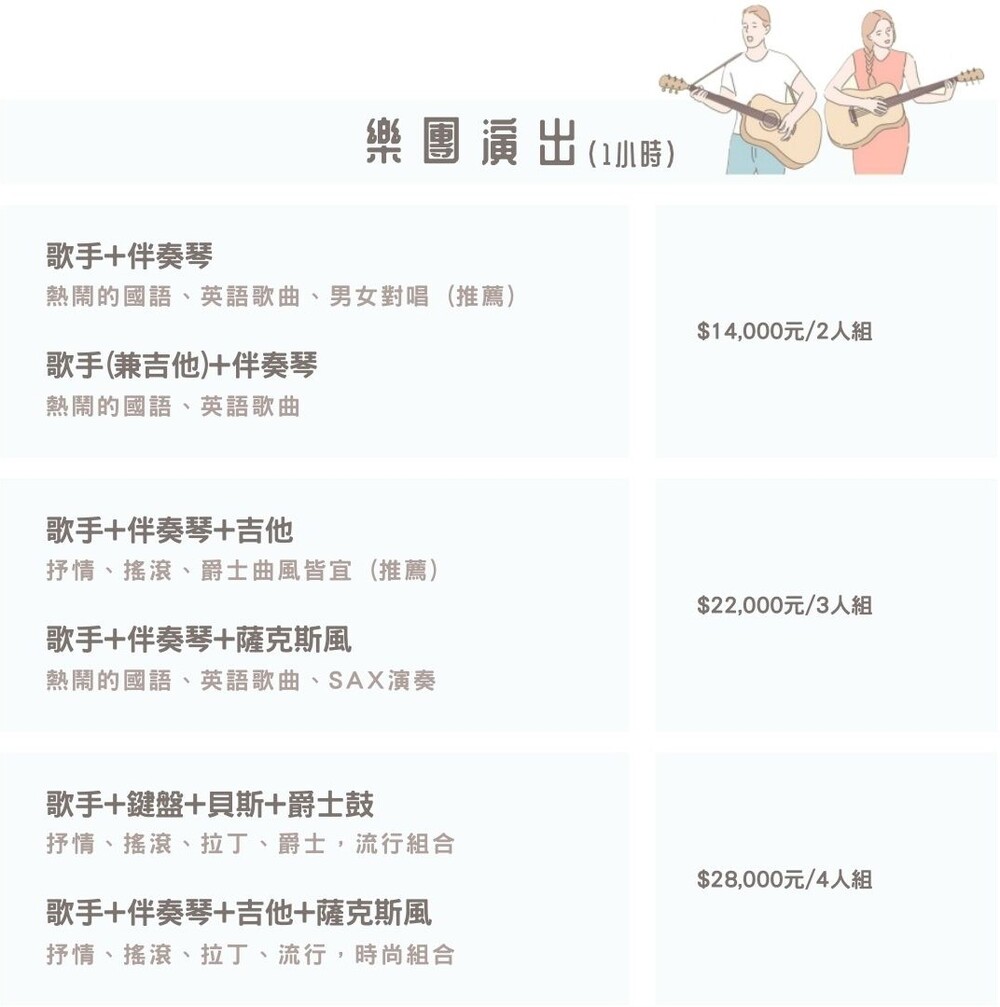 樂團演出(1小時)
歌手+伴奏琴
熱鬧的國語、英語歌曲、男女對唱（推薦）
$14,000元/2人組
歌手(兼吉他)+伴奏琴
熱鬧的國語、英語歌曲
歌手+伴奏琴+吉他
抒情、搖滾、爵士曲風皆宜（推薦）
$22,000元/3人組
歌手+伴奏琴+薩克斯風
熱鬧的國語、英語歌曲、SAX演奏
歌手+鍵盤+貝斯+爵士鼓
抒情、搖滾、拉丁、爵士，流行組合
$28,000元/4人組
歌手+伴奏琴+吉他+薩克斯風
抒情、搖滾、拉丁、流行，時尚組合